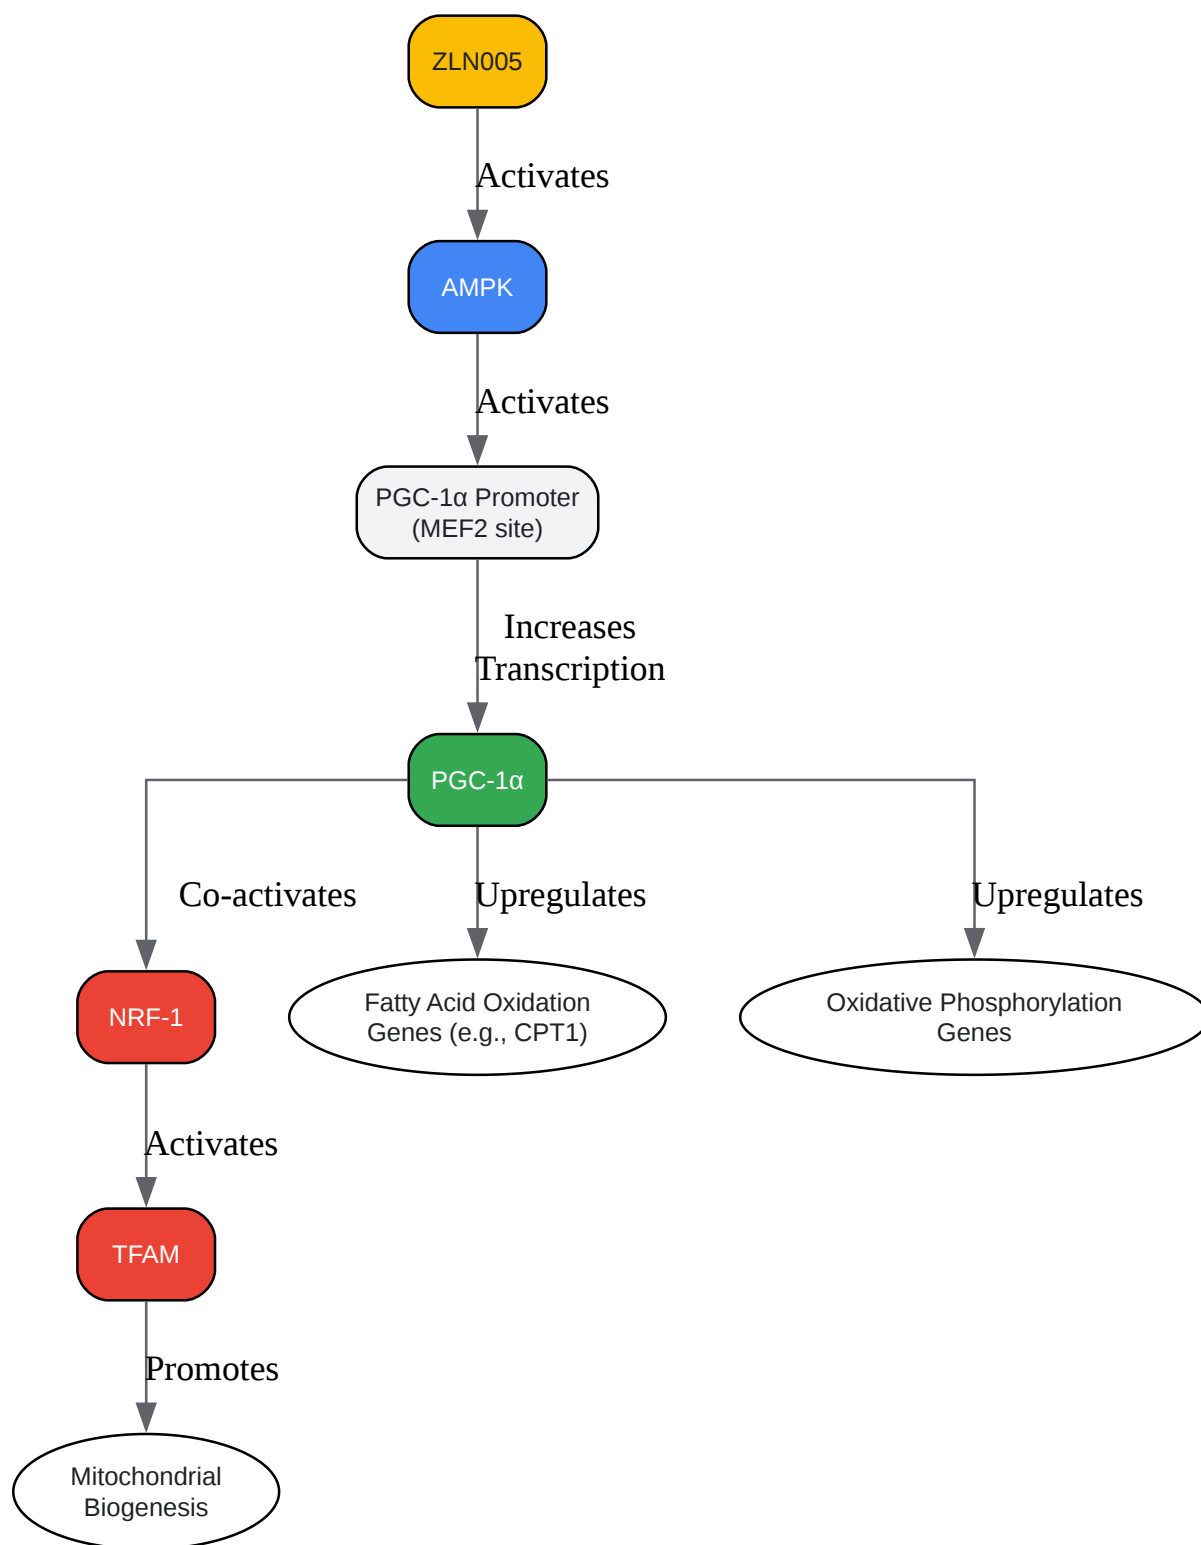 ZLN005
Activates
AMPK
Activates
PGC-1α Promoter
(MEF2 site)
Increases
Transcription
PGC-1α
Co-activates
Upregulates
Upregulates
NRF-1
Fatty Acid Oxidation
Genes (e.g., CPT1)
Oxidative Phosphorylation
Genes
Activates
TFAM
Promotes
Mitochondrial
Biogenesis